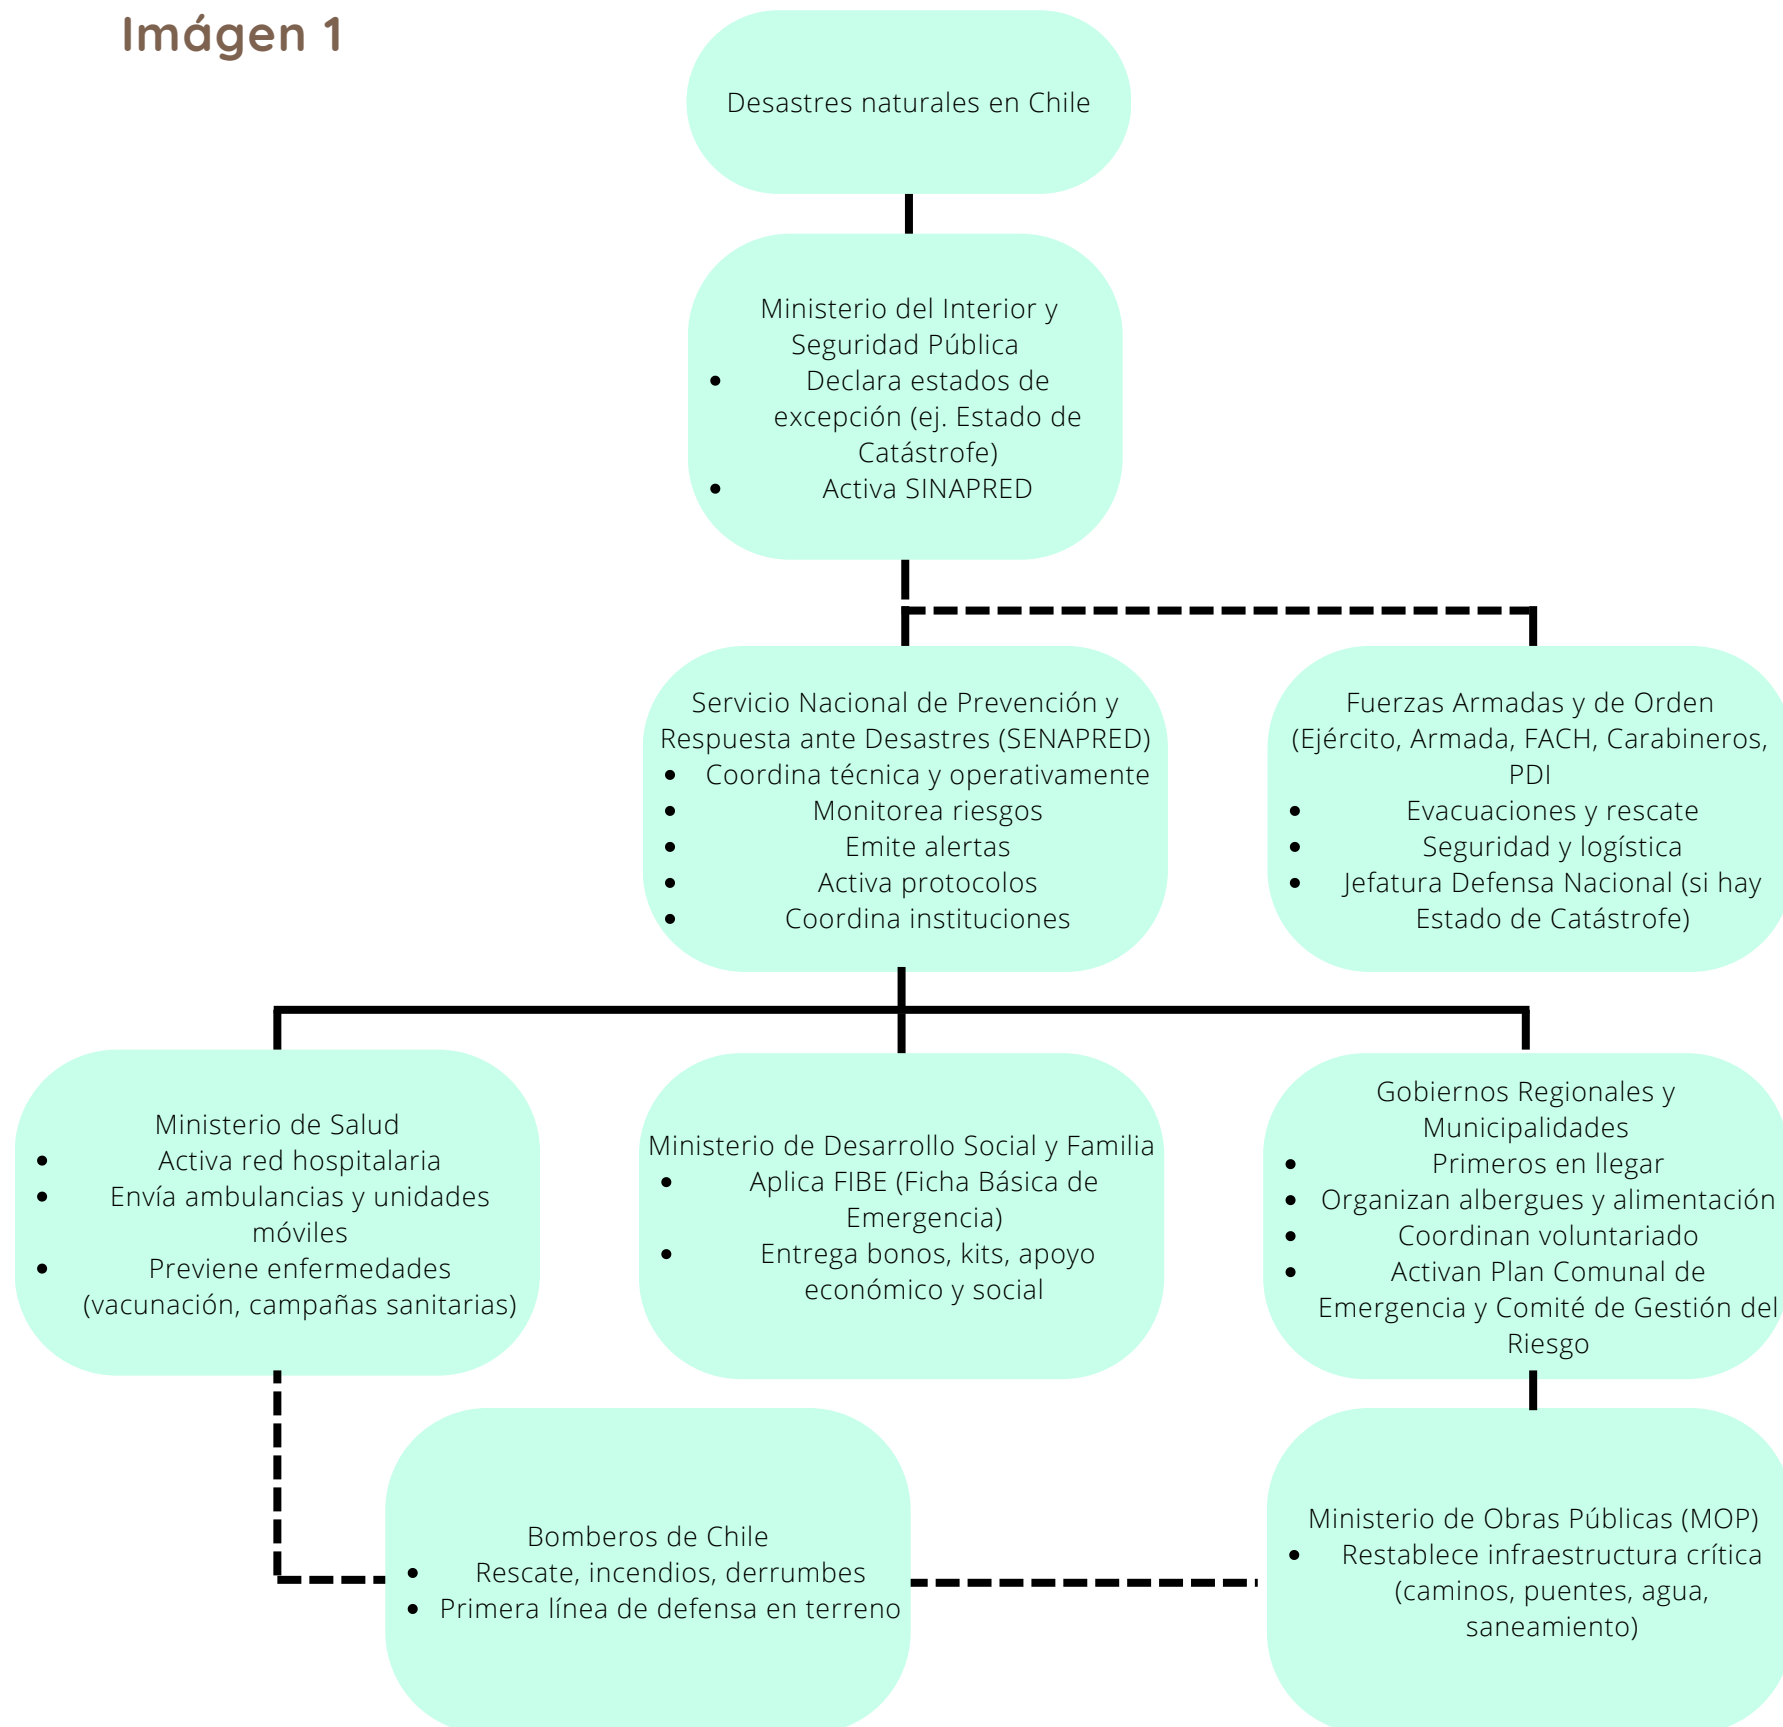 Imágen 1
Desastres naturales en Chile
Ministerio del Interior y
Seguridad Pública
• Declara estados de
excepción (ej. Estado de
Catástrofe)
• Activa SINAPRED
Servicio Nacional de Prevención y
Respuesta ante Desastres (SENAPRED)
• Coordina técnica y operativamente
• Monitorea riesgos
• Emite alertas
• Activa protocolos
• Coordina instituciones
Fuerzas Armadas y de Orden
(Ejército, Armada, FACH, Carabineros,
PDI
• Evacuaciones y rescate
• Seguridad y logística
• Jefatura Defensa Nacional (si hay
Estado de Catástrofe)
Ministerio de Salud
• Activa red hospitalaria
• Envía ambulancias y unidades
móviles
• Previene enfermedades
(vacunación, campañas sanitarias)
Ministerio de Desarrollo Social y Familia
• Aplica FIBE (Ficha Básica de
Emergencia)
• Entrega bonos, kits, apoyo
económico y social
Gobiernos Regionales y
Municipalidades
• Primeros en llegar
• Organizan albergues y alimentación
• Coordinan voluntariado
• Activan Plan Comunal de
Emergencia y Comité de Gestión del
Riesgo
Bomberos de Chile
• Rescate, incendios, derrumbes
• Primera línea de defensa en terreno
Ministerio de Obras Públicas (MOP)
• Restablece infraestructura crítica
(caminos, puentes, agua,
saneamiento)